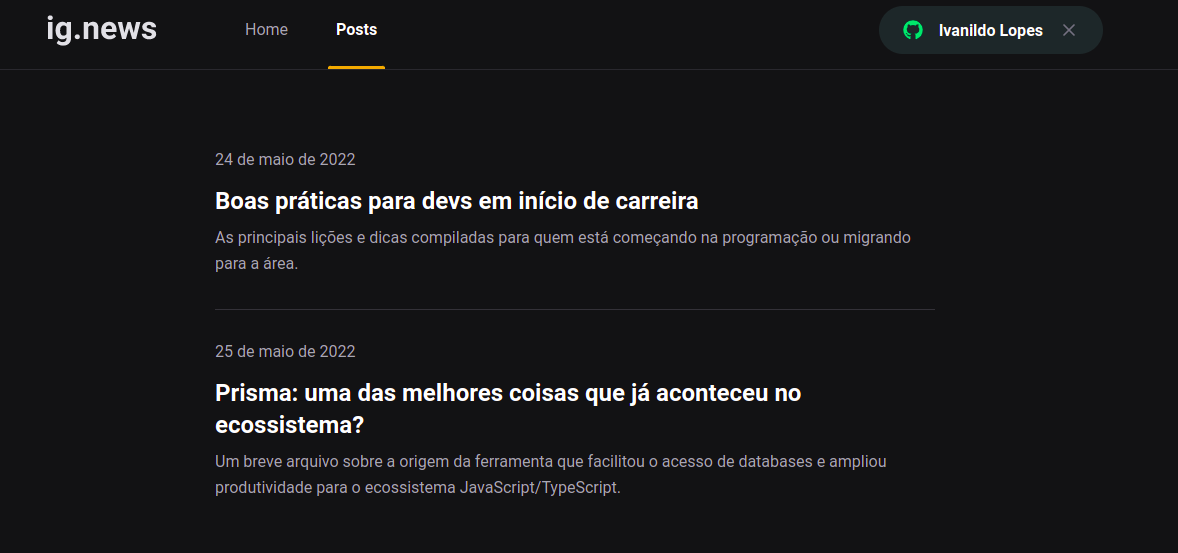 ig.news
Home
Posts
Ivanildo Lopes
24 de maio de 2022
Boas práticas para devs em início de carreira
As principais lições e dicas compiladas para quem está começando na programação ou migrando
para a área.
25 de maio de 2022
Prisma: uma das melhores coisas que já aconteceu no
ecossistema?
Um breve arquivo sobre a origem da ferramenta que facilitou o acesso de databases e ampliou
produtividade para o ecossistema JavaScript/TypeScript.